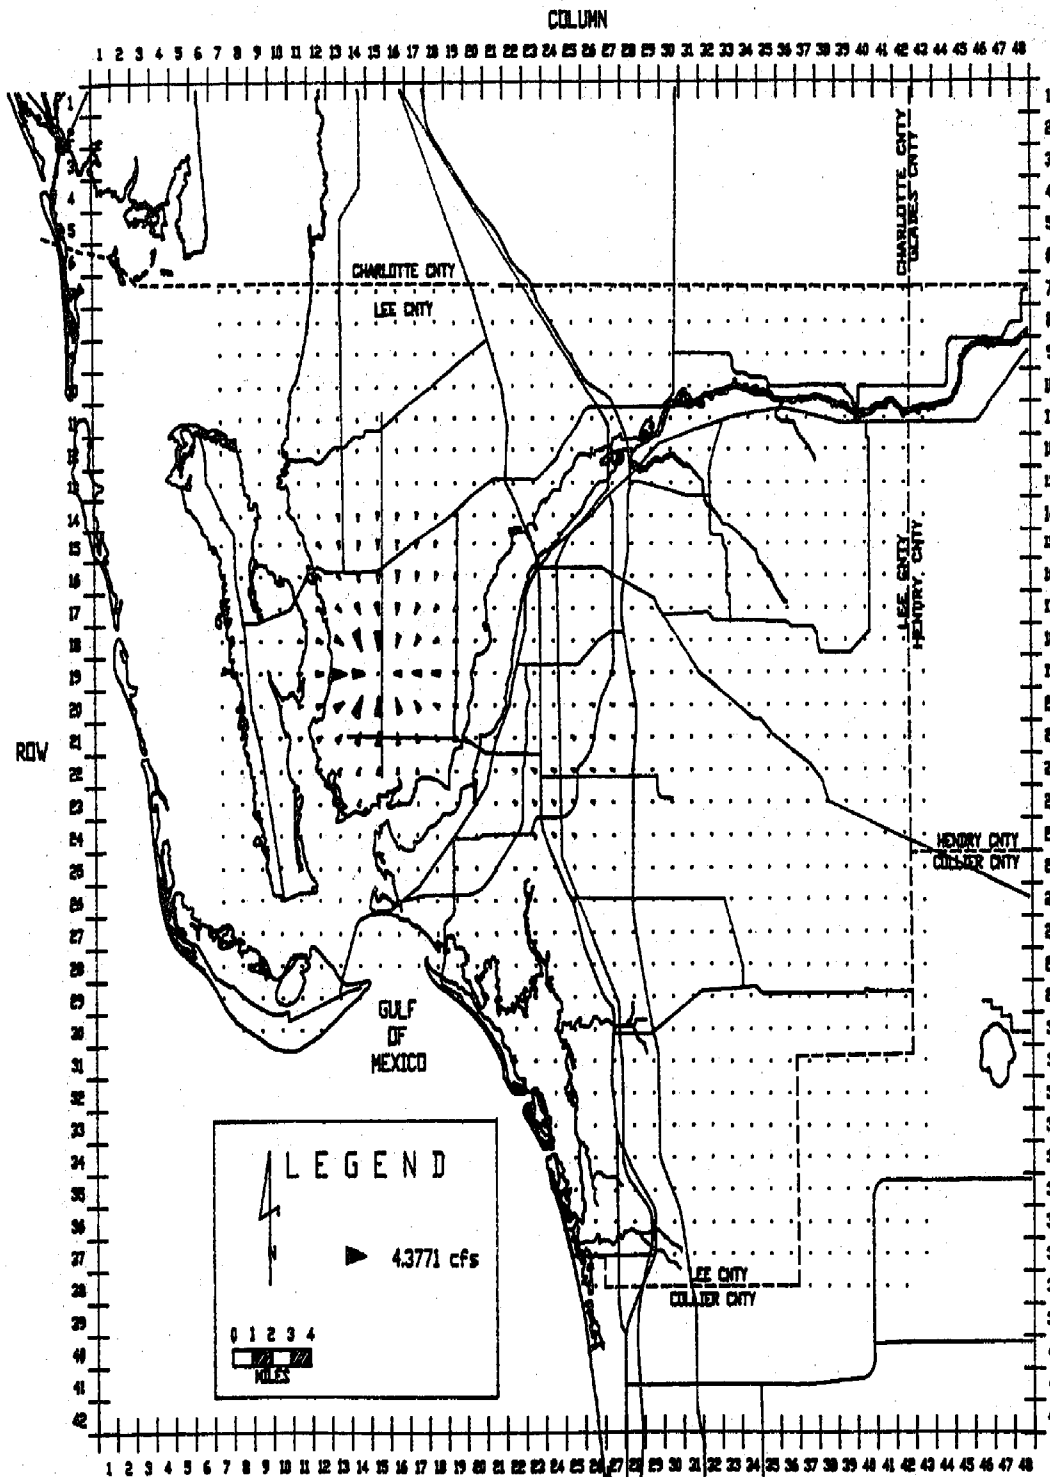 COLUMN
1 2 3 4 5 6 7 8 9 10 11 12 13 14 15 16 17 18 19 20 21 22 23 24 25 26 27 28 29 30 31 32 33 34 35 36 37 38 39 40 41 42 43 44 45 46 47 48
CHARLOTTE CNTY
GLADES CNTY
CHARLOTTE CNTY
LEE CNTY
LEE CNTY
HENDRY CNTY
ROW
HENDRY CNTY
COLLIER CNTY
GULF
OF
MEXICO
LEGEND
N
4.3771 cfs
0 1 2 3 4
MILES
LEE CNTY
COLLIER CNTY
1 2 3 4 5 6 7 8 9 10 11 12 13 14 15 16 17 18 19 20 21 22 23 24 25 26 27 28 29 30 31 32 33 34 35 36 37 38 39 40 41 42 43 44 45 46 47 48